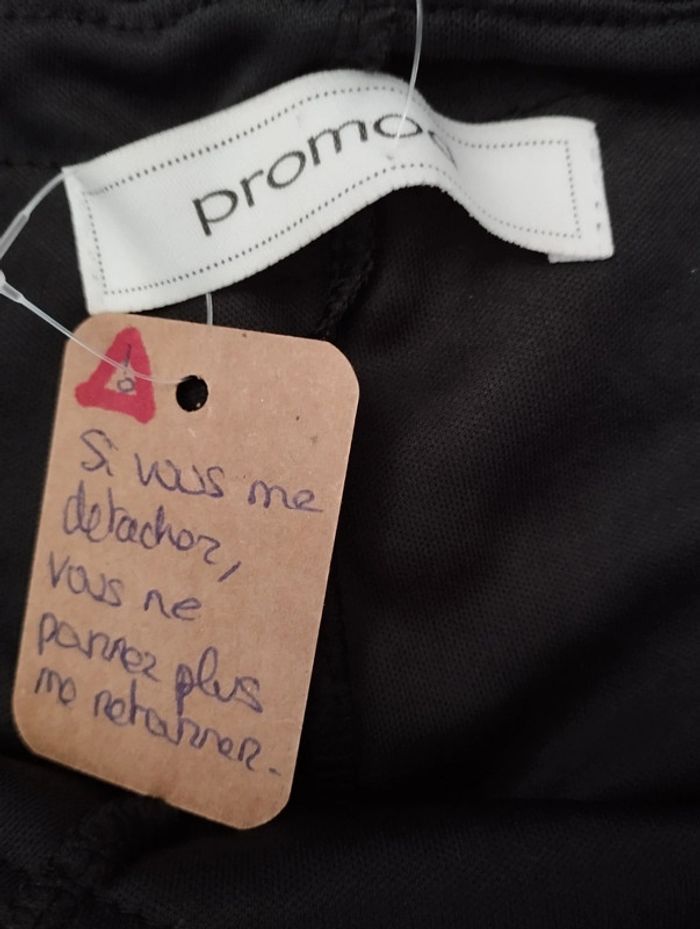 promod
!
Si vous me
detachez,
vous ne
pourrez plus
me retourner.